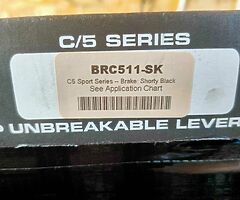 C/5 SERIES
BRC511-SK
C5 Sport Series -- Brake: Shorty Black
See Application Chart
UNBREAKABLE LEVER